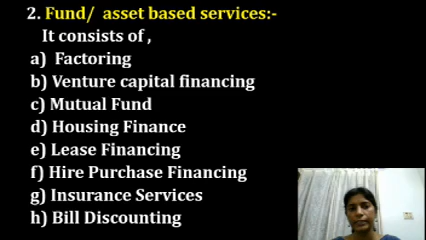 2. Fund/ asset based services:-
It consists of ,
a) Factoring
b) Venture capital financing
c) Mutual Fund
d) Housing Finance
e) Lease Financing
f) Hire Purchase Financing
g) Insurance Services
h) Bill Discounting